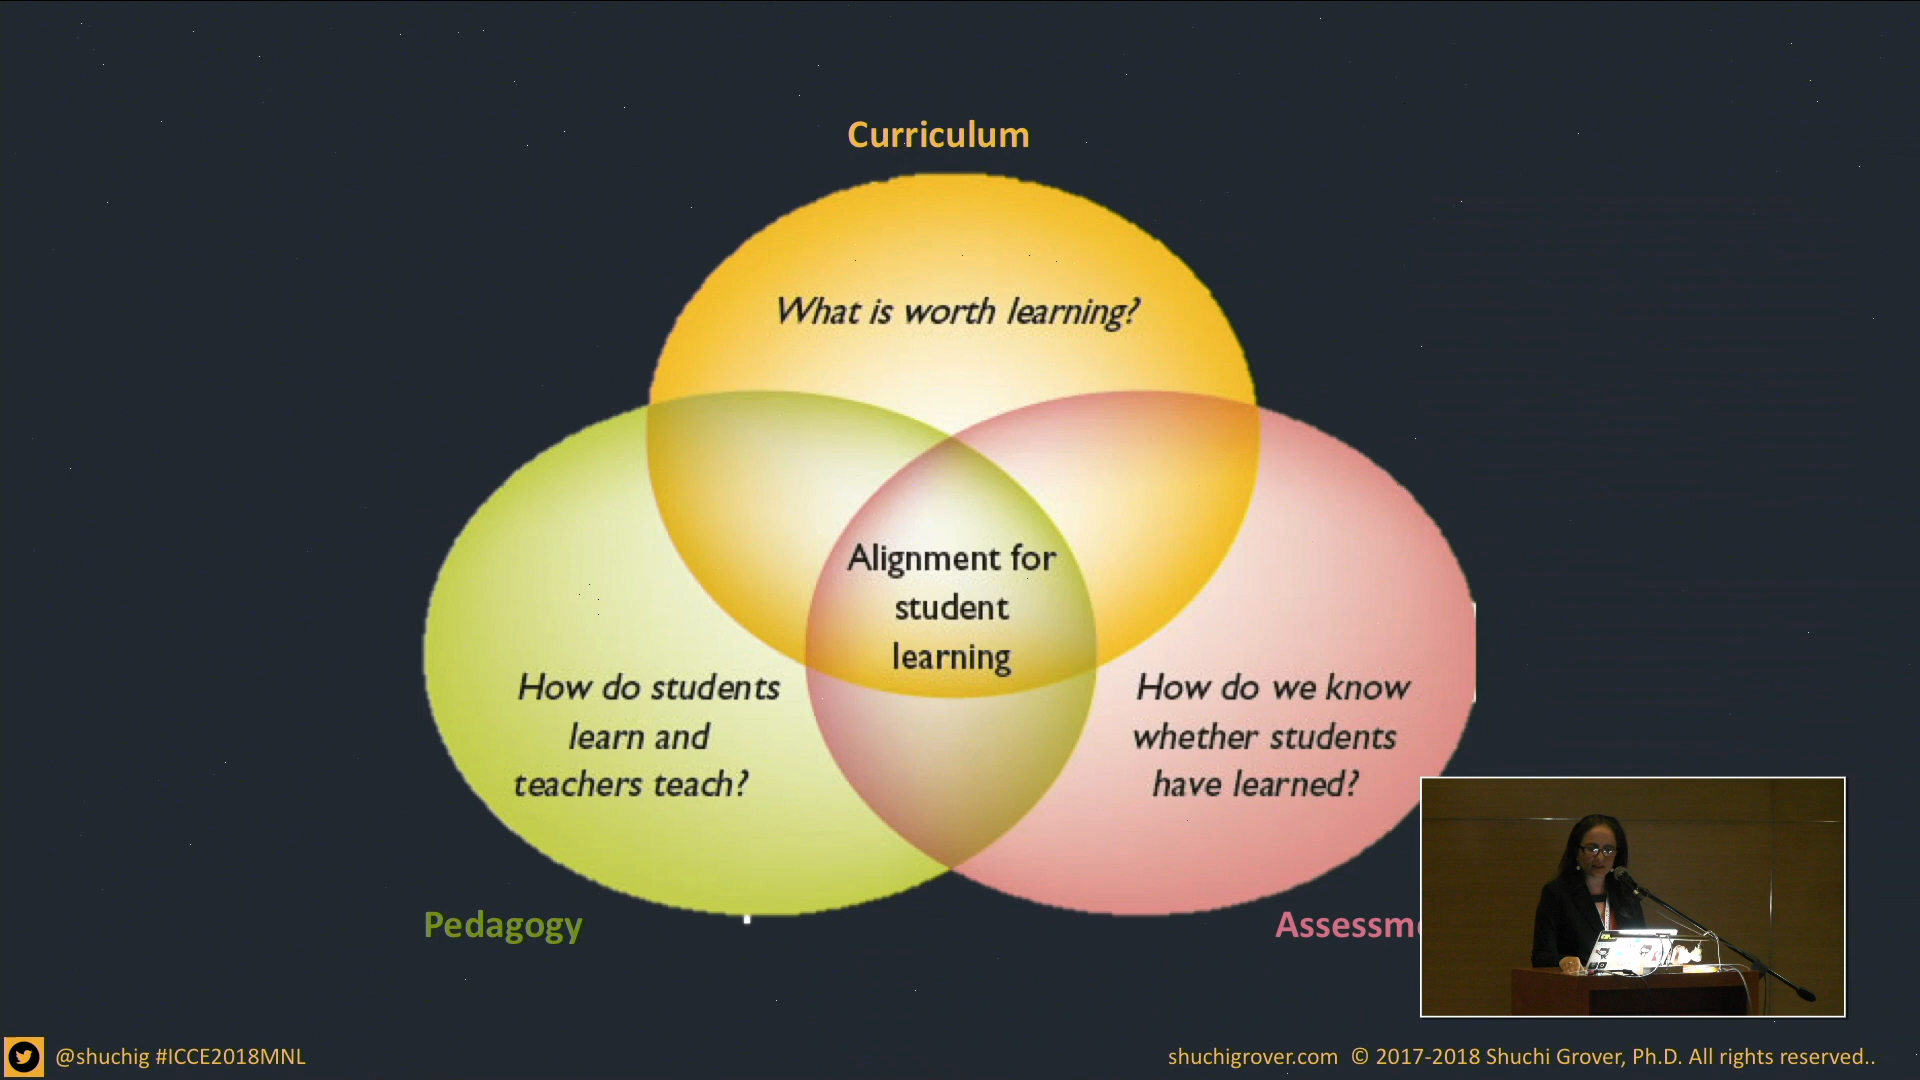 Curriculum
What is worth learning?
Alignment for
student
learning
How do students
learn and
teachers teach?
How do we know
whether students
have learned?
Pedagogy
@shuchig #ICCE2018MNL
shuchigrover.com © 2017-2018 Shuchi Grover, Ph.D. All rights reserved..